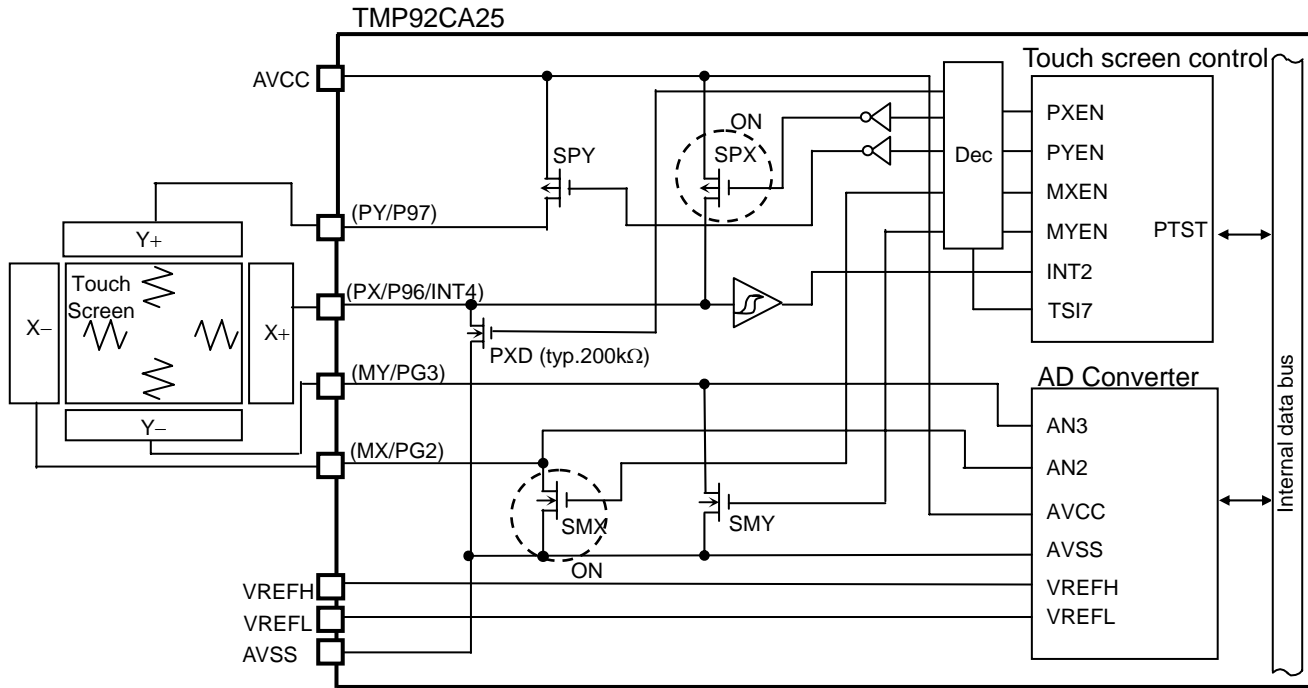 TMP92CA25
AVCC
Touch screen control
ON
PXEN
SPY
SPX
Dec
PYEN
MXEN
(PY/P97)
MYEN
PTST
Y+
INT2
Touch
Screen
(PX/P96/INT4)
TSI7
X−
X+
PXD (typ.200kΩ)
(MY/PG3)
AD Converter
Y−
AN3
(MX/PG2)
AN2
Internal data bus
SMX
SMY
AVCC
AVSS
ON
VREFH
VREFH
VREFL
VREFL
AVSS